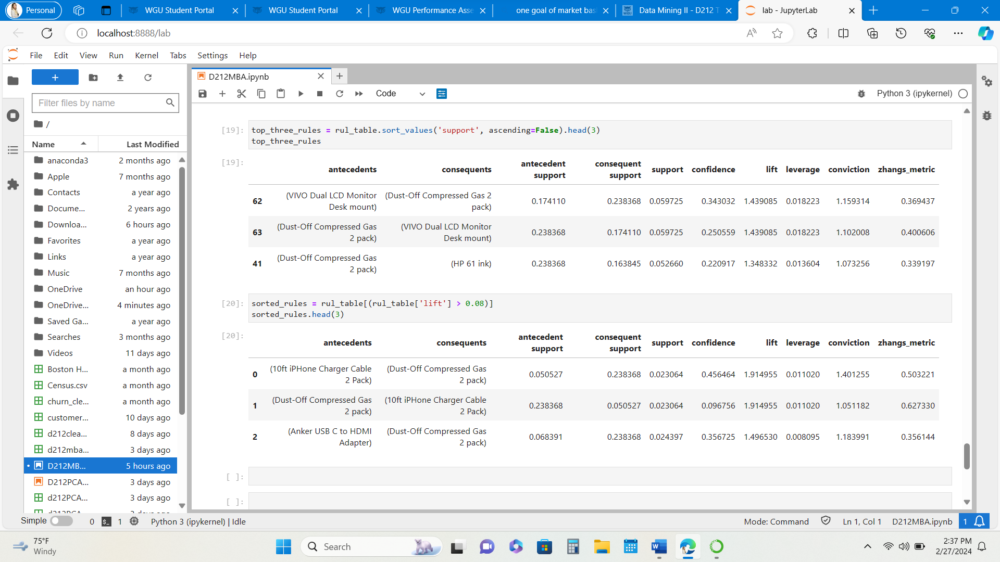 Personal
WGU Student Portal
WGU Student Portal
WGU Performance Asse
one goal of market bas
Data Mining II - D212 T
lab - JupyterLab
localhost:8888/lab
File Edit View Run Kernel Tabs Settings Help
+
Filter files by name
/
Name Last Modified
anaconda3 2 months ago
Apple 7 months ago
Contacts a year ago
Docume... 2 years ago
Downloa... 6 hours ago
Favorites a year ago
Links a year ago
Music 7 months ago
OneDrive an hour ago
OneDrive... 4 minutes ago
Saved Ga... a year ago
Searches 3 months ago
Videos 11 days ago
Boston H... a month ago
Census.csv a month ago
churn_cle... a month ago
customer... 10 days ago
d212clea... 8 days ago
d212mba... 3 days ago
D212MB... 5 hours ago
D212PCA... 3 days ago
d212PCA... 3 days ago
D212MBA.ipynb
Code
Python 3 (ipykernel)
[19]: top_three_rules = rul_table.sort_values('support', ascending=False).head(3)
top_three_rules
[19]:
antecedents consequents antecedent support consequent support support confidence lift leverage conviction zhangs_metric
62 (VIVO Dual LCD Monitor Desk mount) (Dust-Off Compressed Gas 2 pack) 0.174110 0.238368 0.059725 0.343032 1.439085 0.018223 1.159314 0.369437
63 (Dust-Off Compressed Gas 2 pack) (VIVO Dual LCD Monitor Desk mount) 0.238368 0.174110 0.059725 0.250559 1.439085 0.018223 1.102008 0.400606
41 (Dust-Off Compressed Gas 2 pack) (HP 61 ink) 0.238368 0.163845 0.052660 0.220917 1.348332 0.013604 1.073256 0.339197
[20]: sorted_rules = rul_table[(rul_table['lift'] > 0.08)]
sorted_rules.head(3)
[20]:
antecedents consequents antecedent support consequent support support confidence lift leverage conviction zhangs_metric
0 (10ft iPHone Charger Cable 2 Pack) (Dust-Off Compressed Gas 2 pack) 0.050527 0.238368 0.023064 0.456464 1.914955 0.011020 1.401255 0.503221
1 (Dust-Off Compressed Gas 2 pack) (10ft iPHone Charger Cable 2 Pack) 0.238368 0.050527 0.023064 0.096756 1.914955 0.011020 1.051182 0.627330
2 (Anker USB C to HDMI Adapter) (Dust-Off Compressed Gas 2 pack) 0.068391 0.238368 0.024397 0.356725 1.496530 0.008095 1.183991 0.356144
[ ]:
[ ]:
Simple 0 1 Python 3 (ipykernel) | Idle
Mode: Command Ln 1, Col 1 D212MBA.ipynb 1
75°F
Windy
Search
2:37 PM
2/27/2024